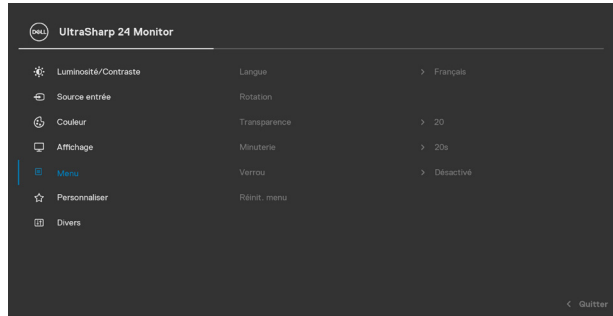 DELL UltraSharp 24 Monitor
Luminosité/Contraste Langue > Français
Source entrée Rotation
Couleur Transparence > 20
Affichage Minuterie > 20s
Menu Verrou > Désactivé
Personnaliser Réinit. menu
Divers
< Quitter